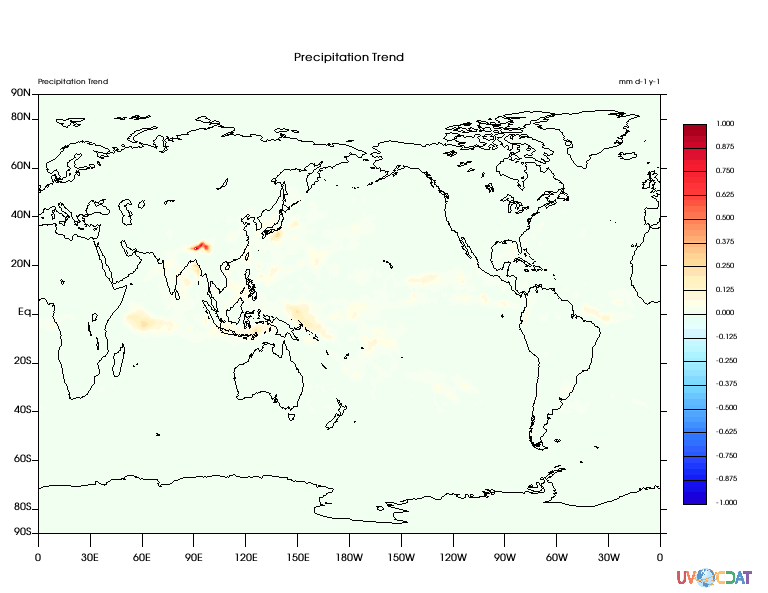 Precipitation Trend
Precipitation Trend mm d-1 y-1
90N
80N
60N
40N
20N
Eq
20S
40S
60S
80S
90S
0 30E 60E 90E 120E 150E 180W 150W 120W 90W 60W 30W 0
1.000
0.875
0.750
0.625
0.500
0.375
0.250
0.125
0.000
-0.125
-0.250
-0.375
-0.500
-0.625
-0.750
-0.875
-1.000
UV CDAT